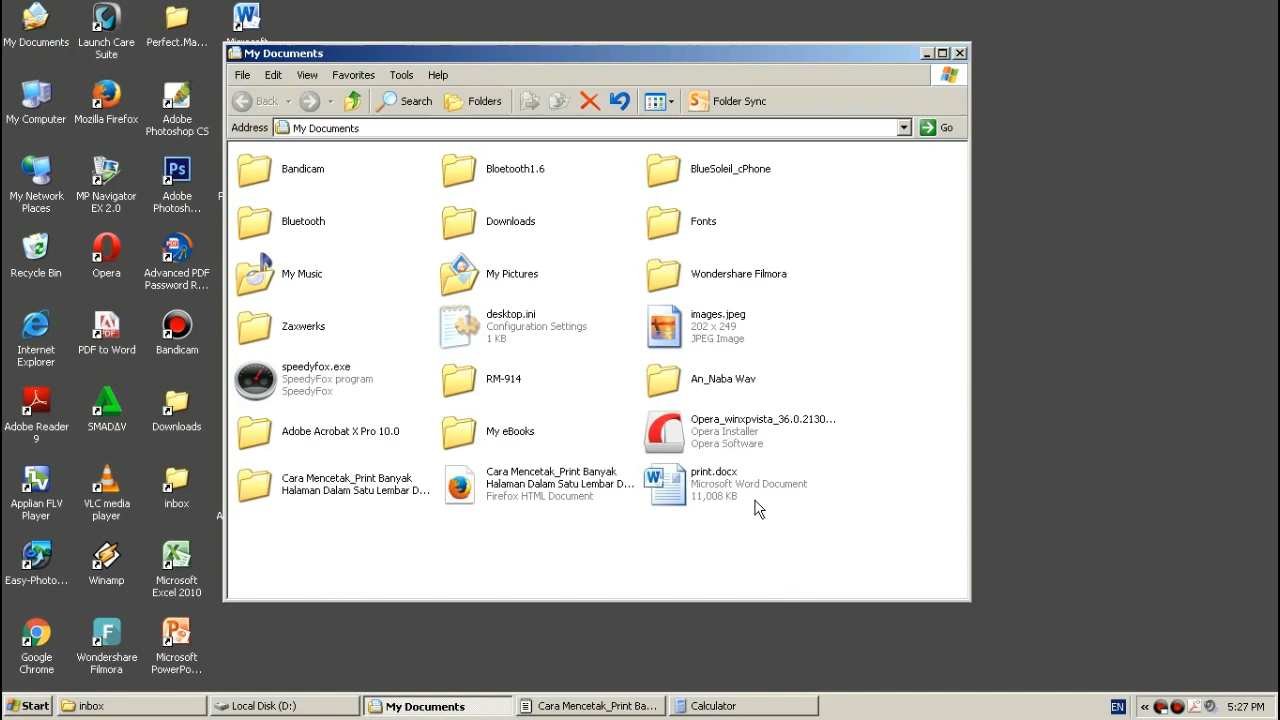 My Documents
Launch Care
Suite
Perfect.Ma...
My Computer
Mozilla Firefox
Adobe
Photoshop CS
My Network
Places
MP Navigator
EX 2.0
Adobe
Photosh...
Recycle Bin
Opera
Advanced PDF
Password R...
Internet
Explorer
PDF to Word
Bandicam
Adobe Reader
9
SMADΔV
Downloads
Applian FLV
Player
VLC media
player
inbox
Easy-Photo...
Winamp
Microsoft
Excel 2010
Google
Chrome
Wondershare
Filmora
Microsoft
PowerPo...
My Documents
File Edit View Favorites Tools Help
Back Search Folders Folder Sync
Address My Documents Go
Bandicam
Bloetooth1.6
BlueSoleil_cPhone
Bluetooth
Downloads
Fonts
My Music
My Pictures
Wondershare Filmora
Zaxwerks
desktop.ini
Configuration Settings
1 KB
images.jpeg
202 x 249
JPEG Image
speedyfox.exe
SpeedyFox program
SpeedyFox
RM-914
An_Naba Wav
Adobe Acrobat X Pro 10.0
My eBooks
Opera_winxpvista_36.0.2130...
Opera Installer
Opera Software
Cara Mencetak_Print Banyak
Halaman Dalam Satu Lembar D...
Cara Mencetak_Print Banyak
Halaman Dalam Satu Lembar D...
Firefox HTML Document
print.docx
Microsoft Word Document
11,008 KB
Start inbox Local Disk (D:) My Documents Cara Mencetak_Print Ba... Calculator EN « 5:27 PM